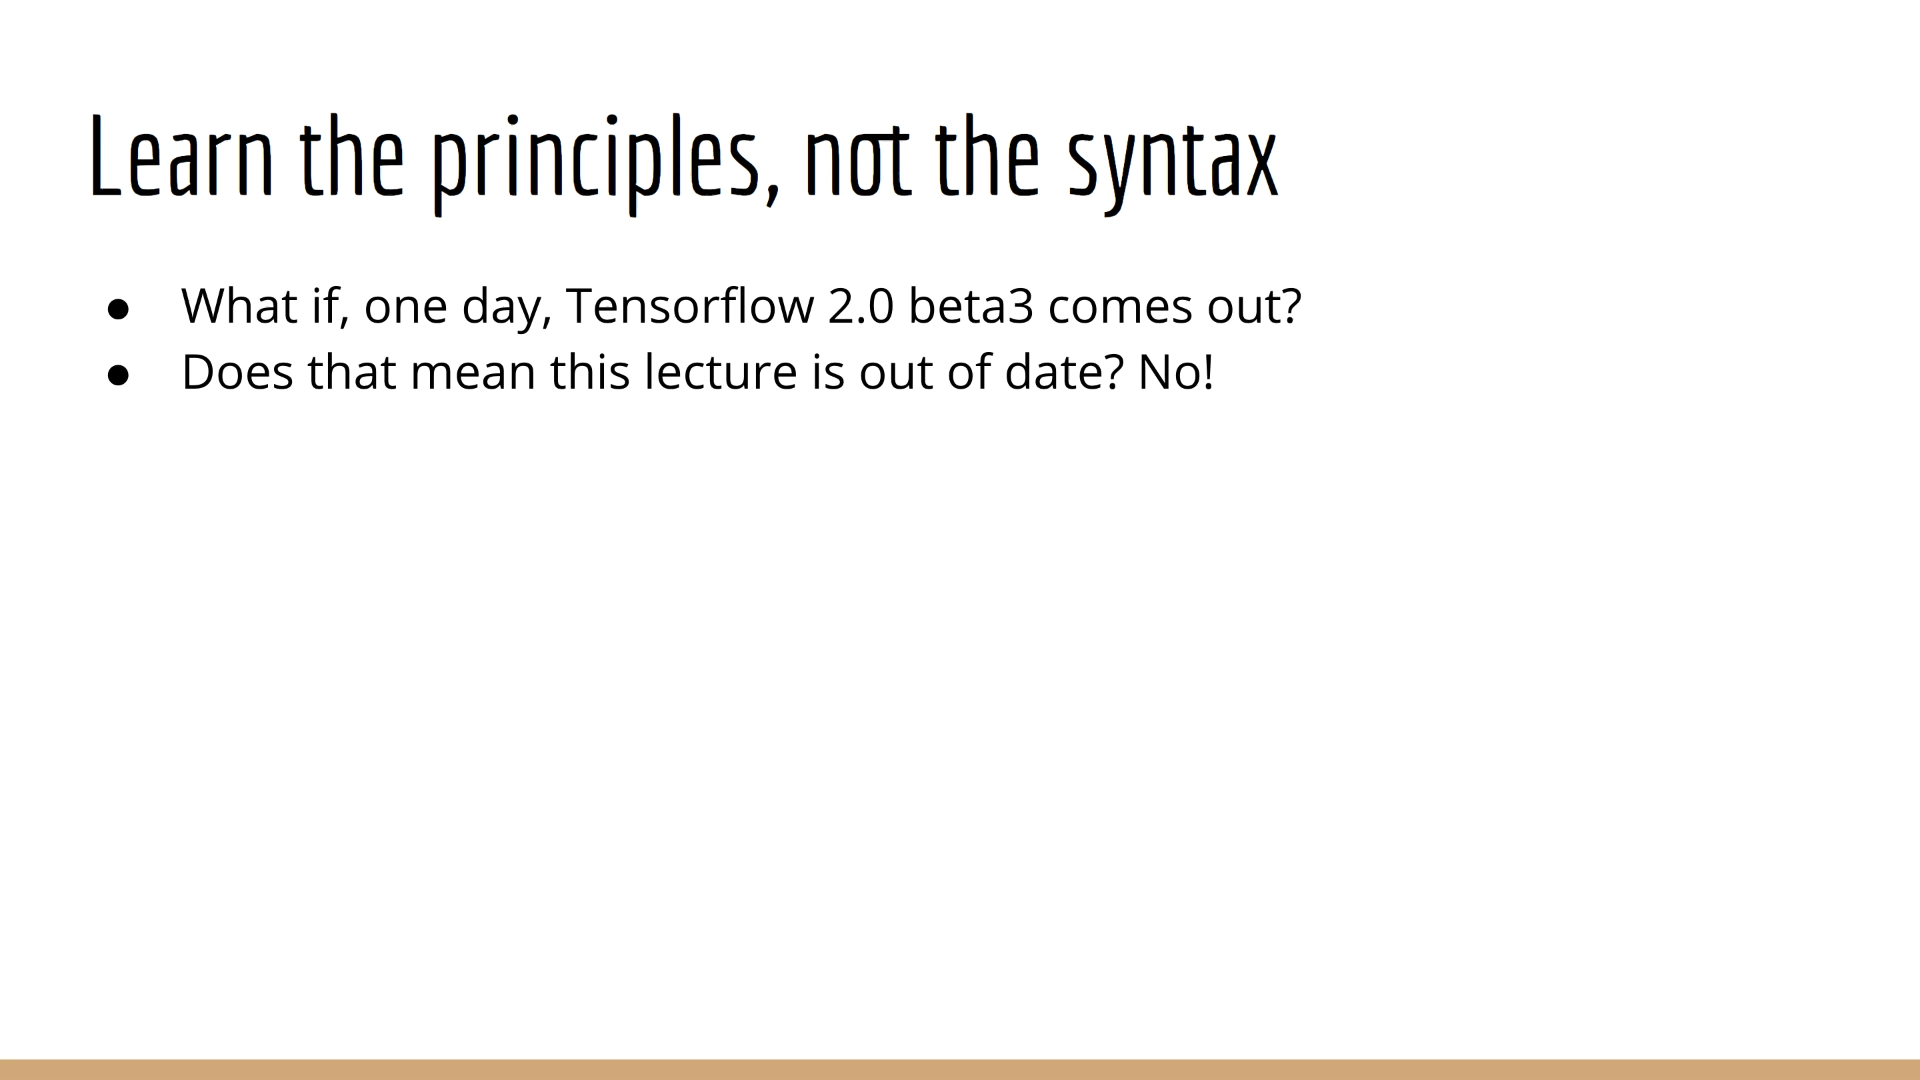 Learn the principles, not the syntax
● What if, one day, Tensorflow 2.0 beta3 comes out?
● Does that mean this lecture is out of date? No!